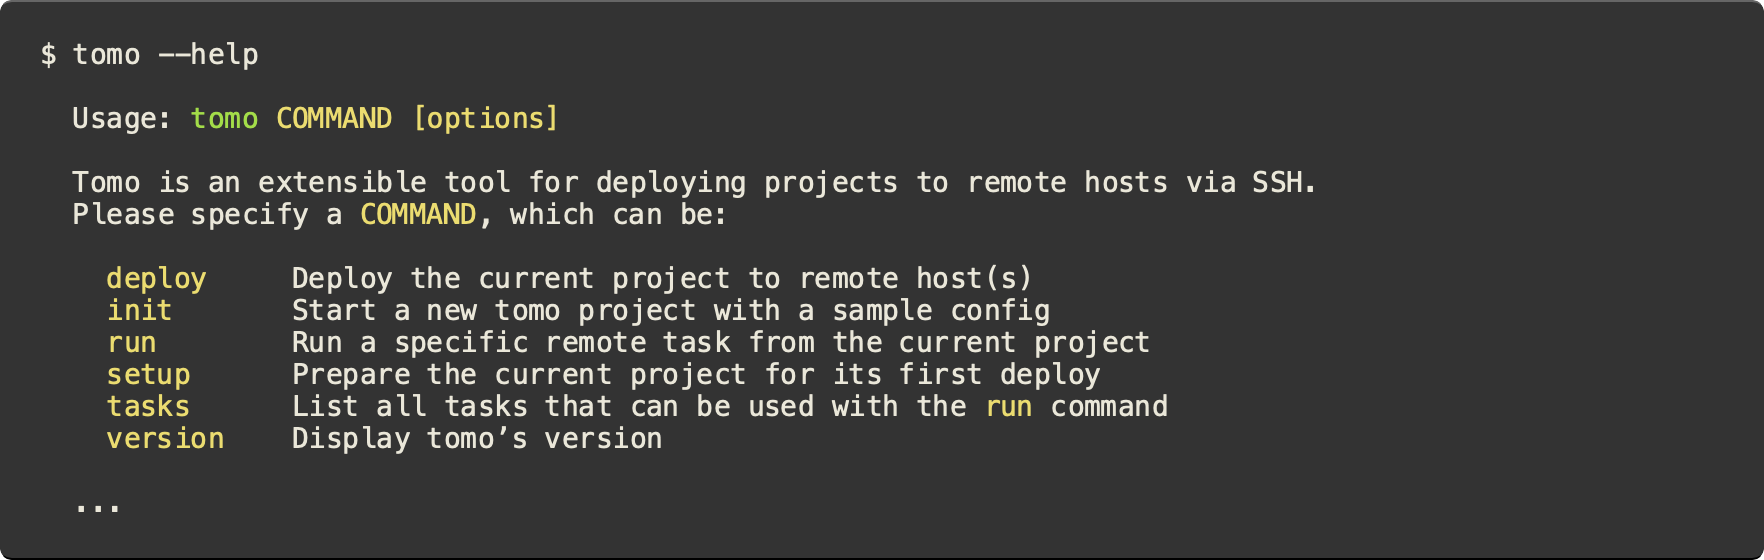 $ tomo --help
Usage: tomo COMMAND [options]
Tomo is an extensible tool for deploying projects to remote hosts via SSH.
Please specify a COMMAND, which can be:
deploy Deploy the current project to remote host(s)
init Start a new tomo project with a sample config
run Run a specific remote task from the current project
setup Prepare the current project for its first deploy
tasks List all tasks that can be used with the run command
version Display tomo’s version
...